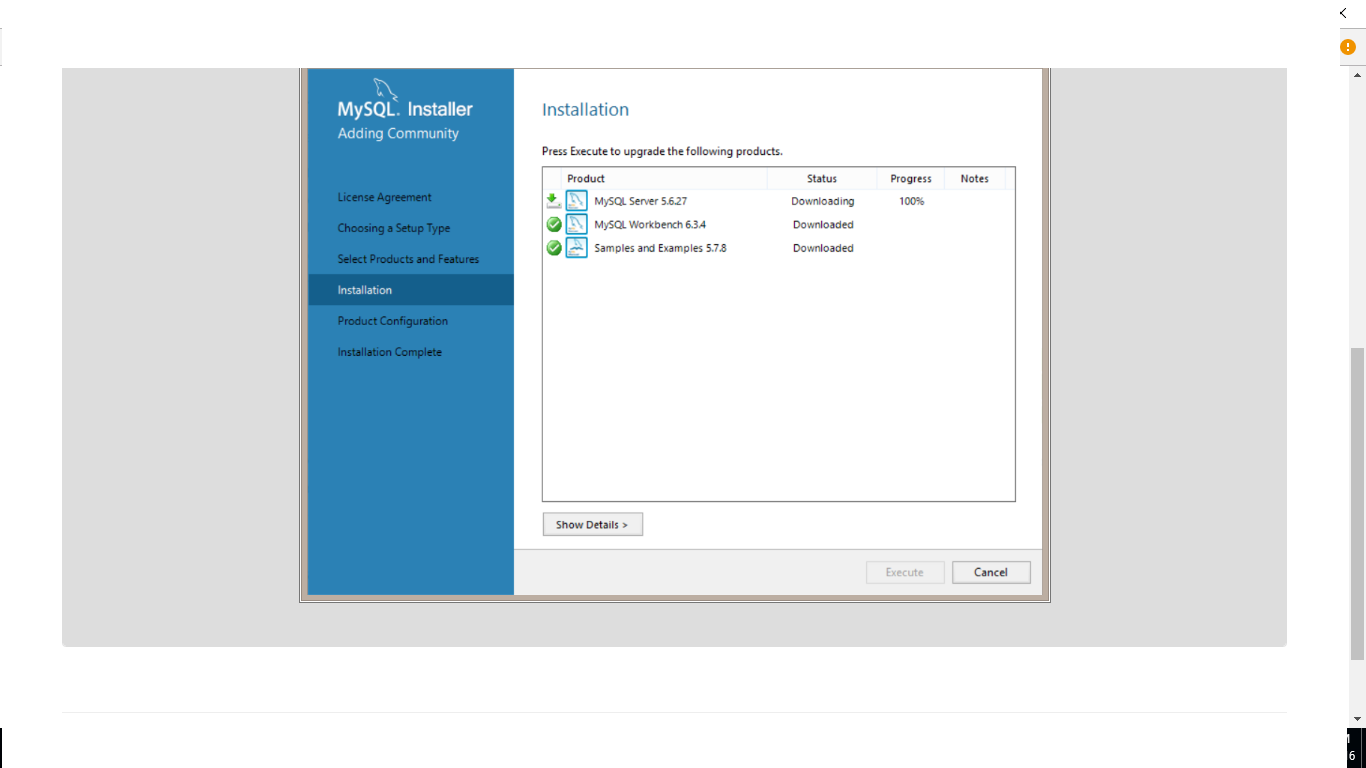 MySQL. Installer
Adding Community
License Agreement
Choosing a Setup Type
Select Products and Features
Installation
Product Configuration
Installation Complete
Installation
Press Execute to upgrade the following products.
Product Status Progress Notes
MySQL Server 5.6.27 Downloading 100%
MySQL Workbench 6.3.4 Downloaded
Samples and Examples 5.7.8 Downloaded
Show Details >
Execute Cancel
6